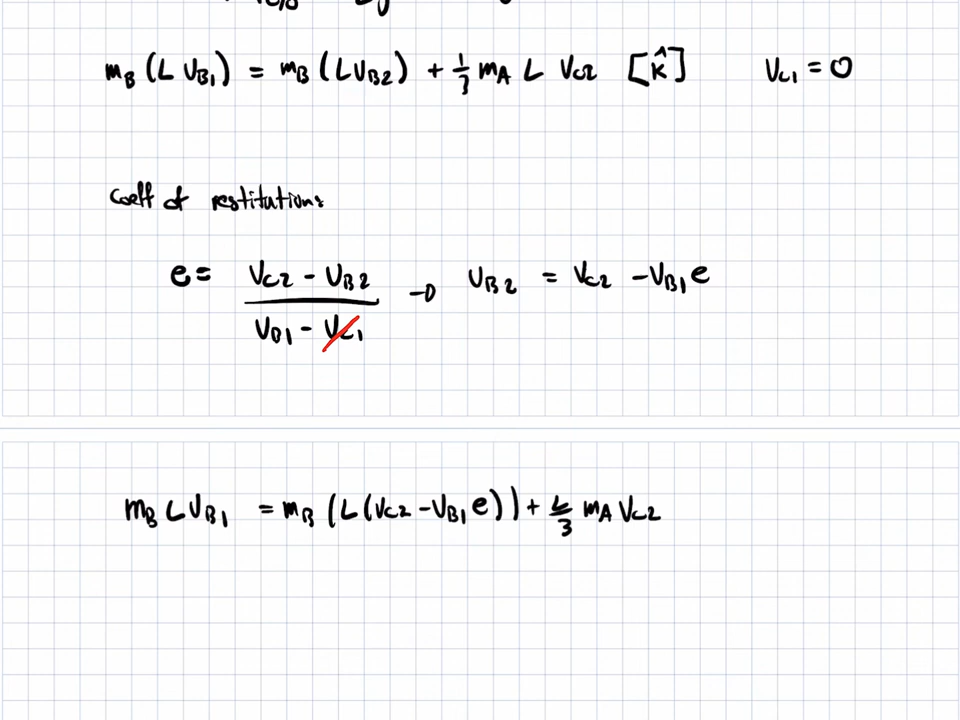 m_B (L V_B1) = m_B (L V_B2) + 1/3 m_A L V_C2 [k̂] V_C1 = 0
Coeff of restitutions
e = (V_C2 - V_B2) / (V_B1 - V_C1) → V_B2 = V_C2 - V_B1 e
m_B L V_B1 = m_B (L (V_C2 - V_B1 e)) + L/3 m_A V_C2